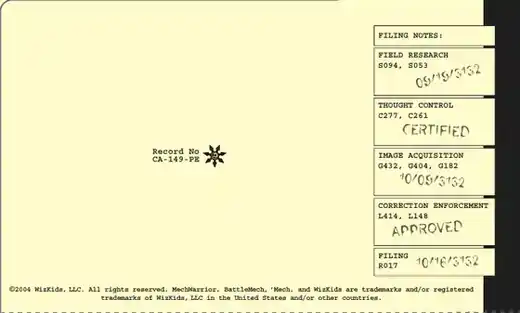 FILING NOTES:
FIELD RESEARCH
S094, S053
09/19/3132
THOUGHT CONTROL
C277, C261
CERTIFIED
Record No
CA-149-PE
IMAGE ACQUISITION
G432, G404, G182
10/09/3132
CORRECTION ENFORCEMENT
L414, L148
APPROVED
FILING
R017
10/16/3132
©2004 WizKids, LLC. All rights reserved. MechWarrior, BattleMech, 'Mech, and WizKids are trademarks and/or registered
trademarks of WizKids, LLC in the United States and/or other countries.